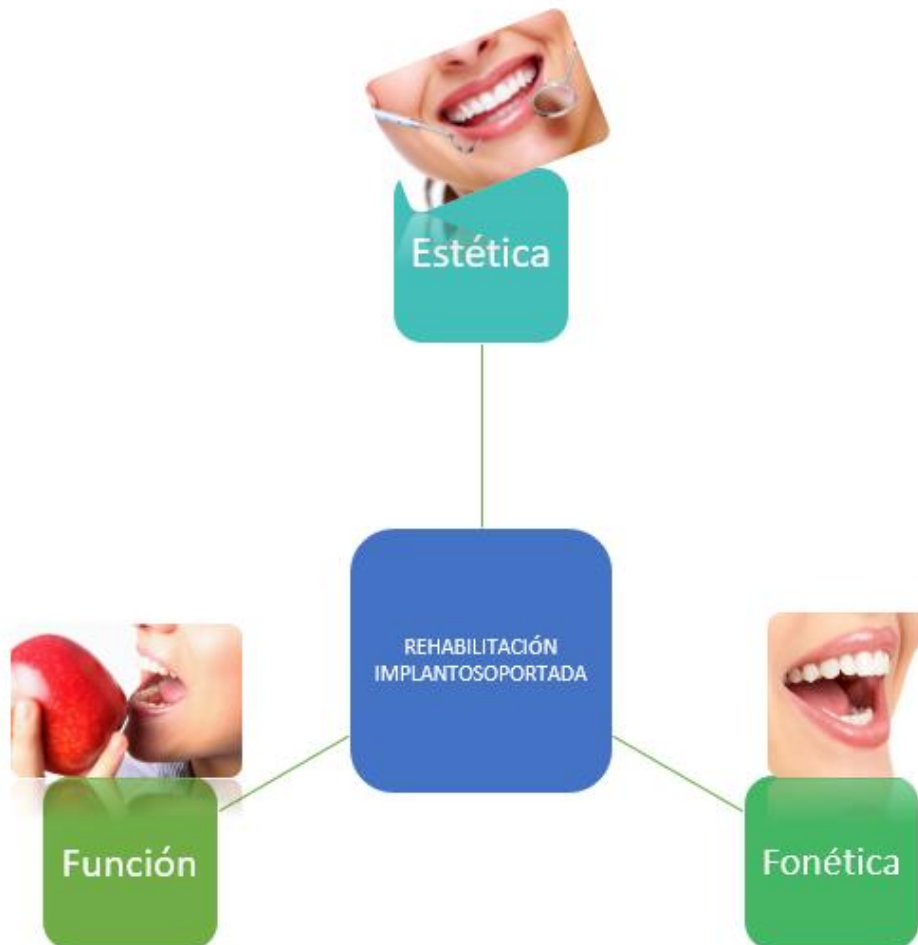 Estética
REHABILITACIÓN
IMPLANTOSOPORTADA
Función
Fonética